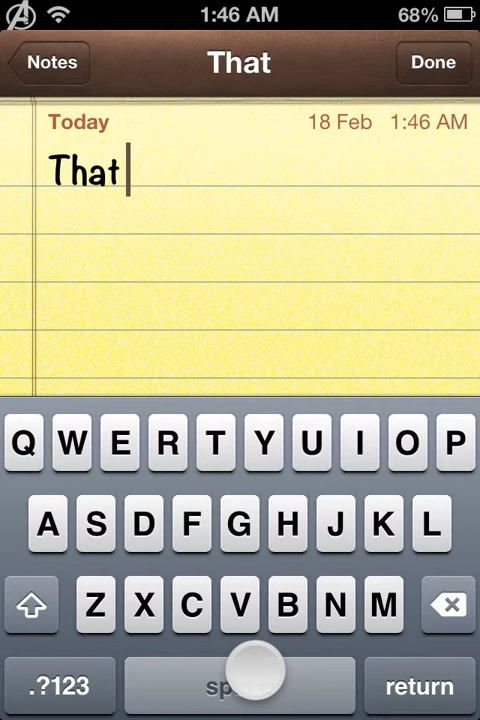 1:46 AM 68%
Notes That Done
Today 18 Feb 1:46 AM
That
Q W E R T Y U I O P
A S D F G H J K L
Z X C V B N M
.?123 return